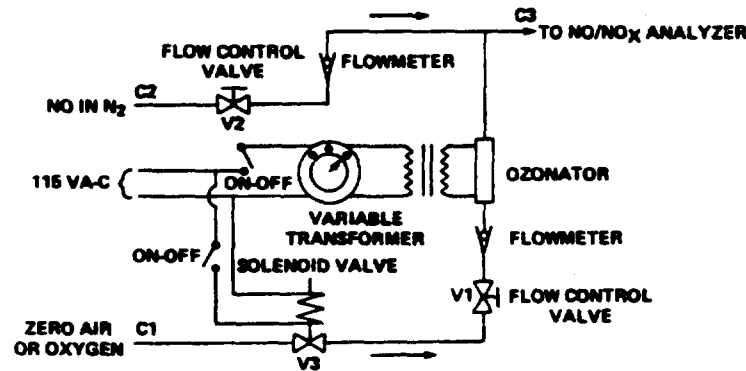 C3
TO NO/NOX ANALYZER
FLOW CONTROL
VALVE
FLOWMETER
C2
NO IN N2
V2
115 VA-C
ON-OFF
OZONATOR
VARIABLE
TRANSFORMER
FLOWMETER
ON-OFF
SOLENOID VALVE
V1
FLOW CONTROL
VALVE
ZERO AIR
OR OXYGEN
C1
V3